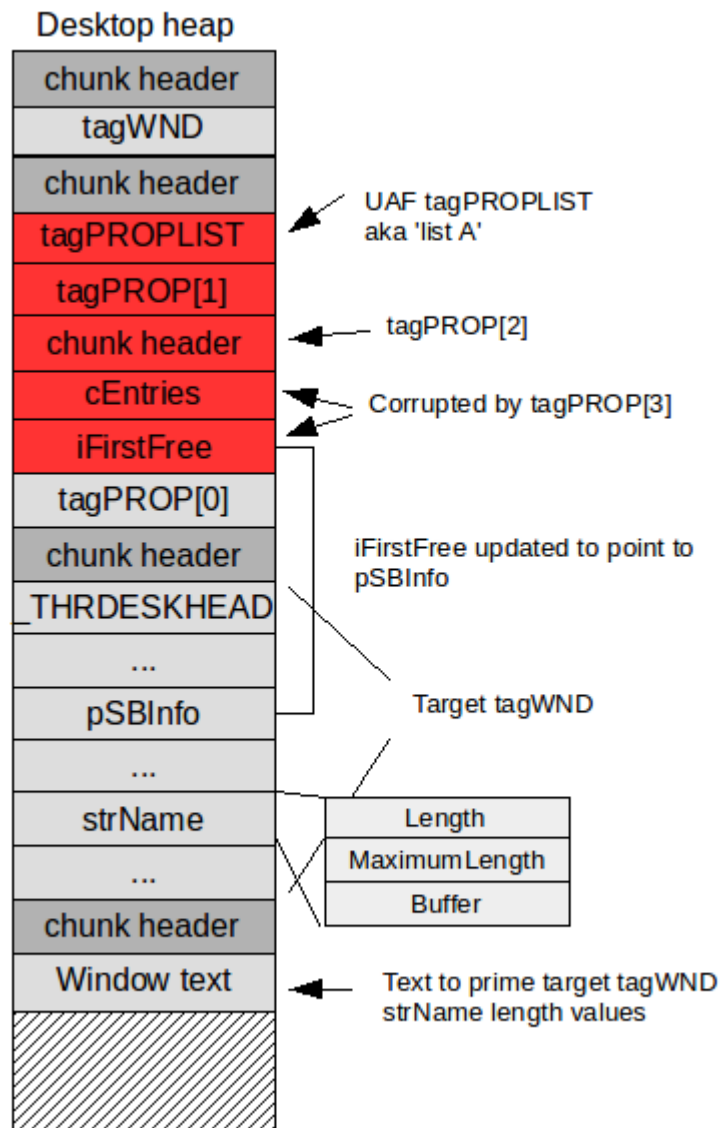 Desktop heap
chunk header
tagWND
chunk header
UAF tagPROPLIST
aka 'list A'
tagPROPLIST
tagPROP[1]
chunk header
tagPROP[2]
cEntries
Corrupted by tagPROP[3]
iFirstFree
tagPROP[0]
chunk header
iFirstFree updated to point to
pSBInfo
_THRDESKHEAD
...
pSBInfo
Target tagWND
...
strName
Length
MaximumLength
Buffer
...
chunk header
Window text
Text to prime target tagWND
strName length values